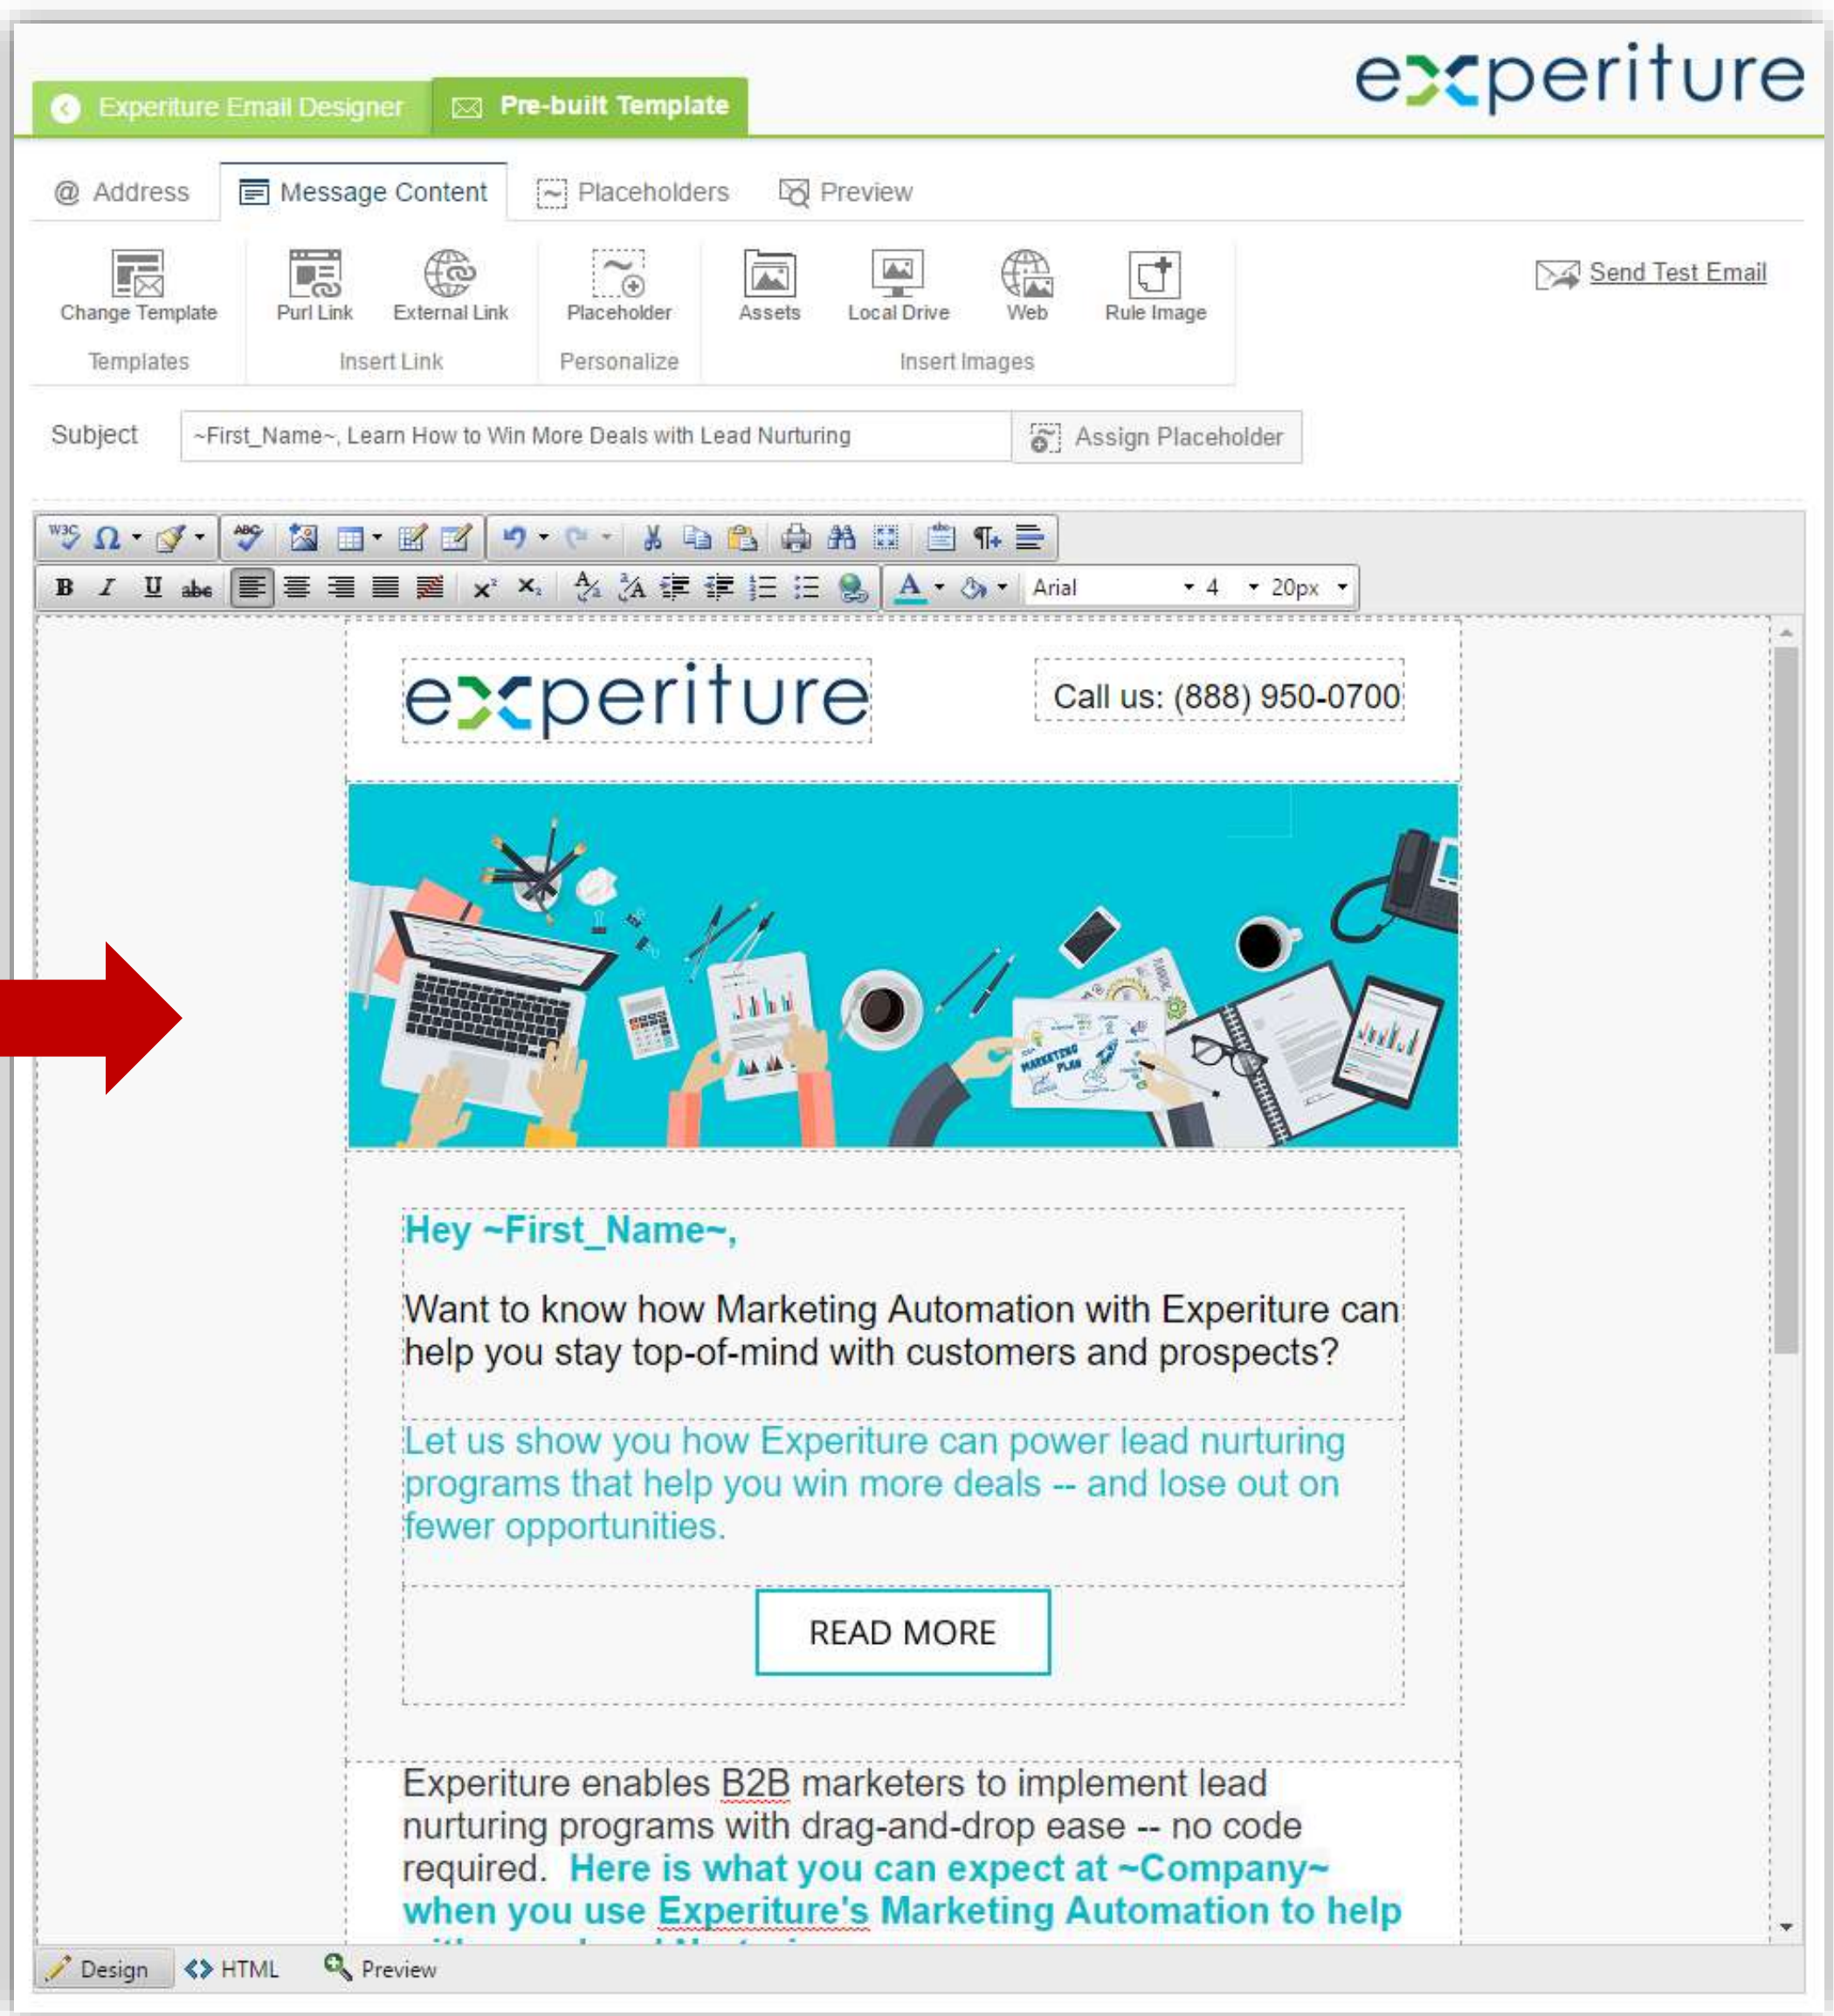 experiture
Experiture Email Designer
Pre-built Template
@ Address
Message Content
Placeholders
Preview
Change Template
Purl Link
External Link
Placeholder
Assets
Local Drive
Web
Rule Image
Send Test Email
Templates
Insert Link
Personalize
Insert Images
Subject
~First_Name~, Learn How to Win More Deals with Lead Nurturing
Assign Placeholder
W3C Ω ABC
B I U abc x² x₂ A Arial 4 20px
experiture
Call us: (888) 950-0700
MARKETING
PLAN
Hey ~First_Name~,
Want to know how Marketing Automation with Experiture can
help you stay top-of-mind with customers and prospects?
Let us show you how Experiture can power lead nurturing
programs that help you win more deals -- and lose out on
fewer opportunities.
READ MORE
Experiture enables B2B marketers to implement lead
nurturing programs with drag-and-drop ease -- no code
required. Here is what you can expect at ~Company~
when you use Experiture's Marketing Automation to help
Design
HTML
Preview